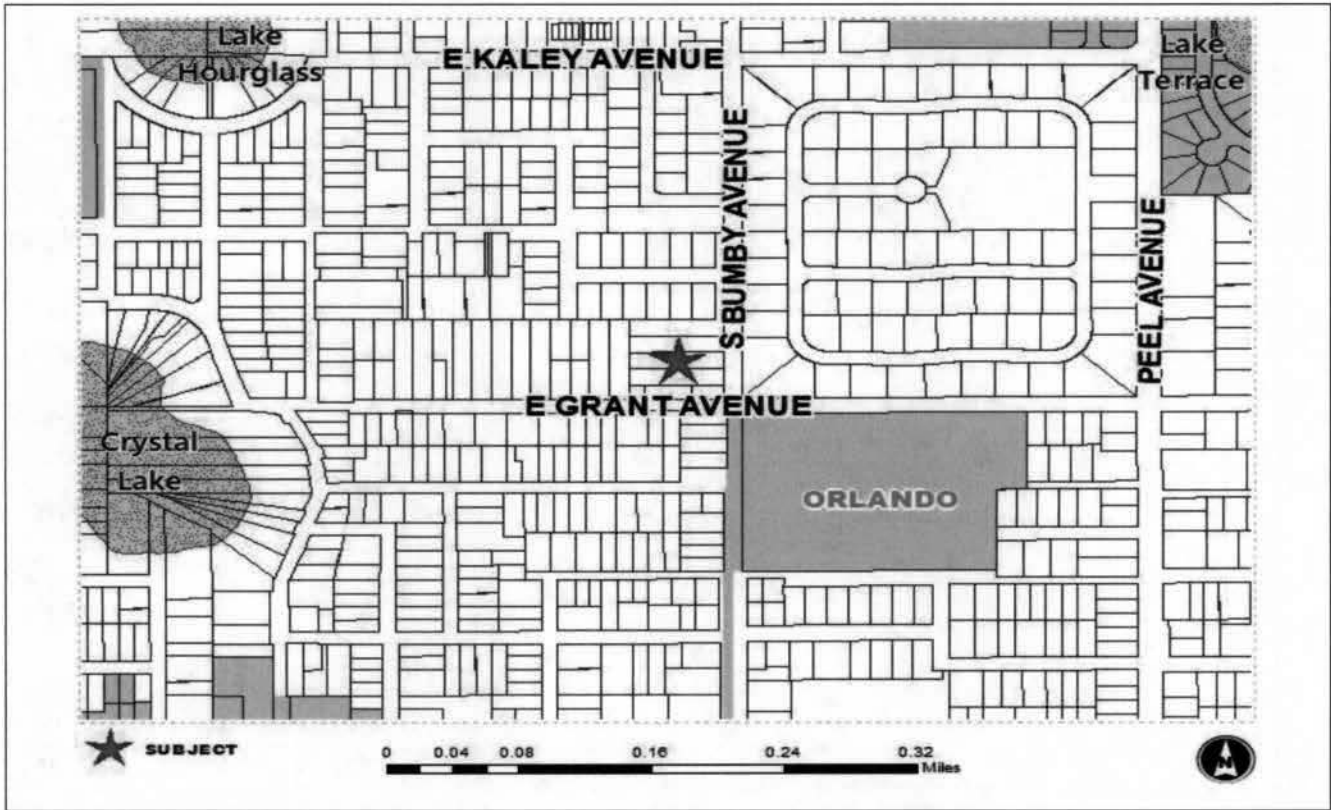 Lake
Hourglass
E KALEY AVENUE
Lake
Terrace
S BUMBY AVENUE
PEEL AVENUE
E GRANT AVENUE
Crystal
Lake
ORLANDO
SUBJECT
0 0.04 0.08 0.16 0.24 0.32
Miles
N